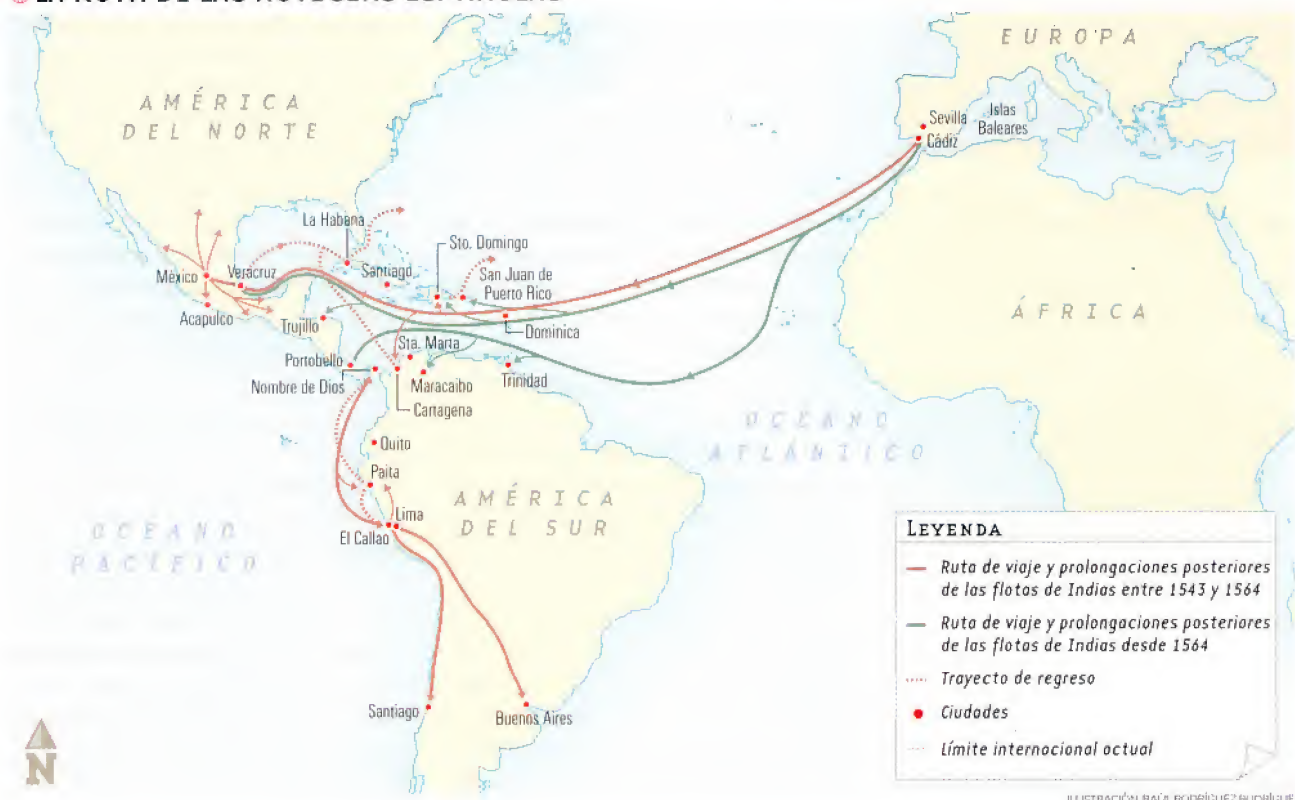 EUROPA
AMÉRICA
DEL NORTE
Sevilla
Islas
Baleares
Cádiz
La Habana
Sto. Domingo
México
Veracruz
Santiago
San Juan de
Puerto Rico
ÁFRICA
Acapulco
Trujillo
Dominica
Sta. Marta
Portobello
Nombre de Dios
Maracaibo
Trinidad
Cartagena
OCÉANO
ATLÁNTICO
Quito
Paita
AMÉRICA
DEL SUR
Lima
El Callao
OCÉANO
PACÍFICO
Santiago
Buenos Aires
N
LEYENDA
Ruta de viaje y prolongaciones posteriores
de las flotas de Indias entre 1543 y 1564
Ruta de viaje y prolongaciones posteriores
de las flotas de Indias desde 1564
Trayecto de regreso
Ciudades
Límite internacional actual